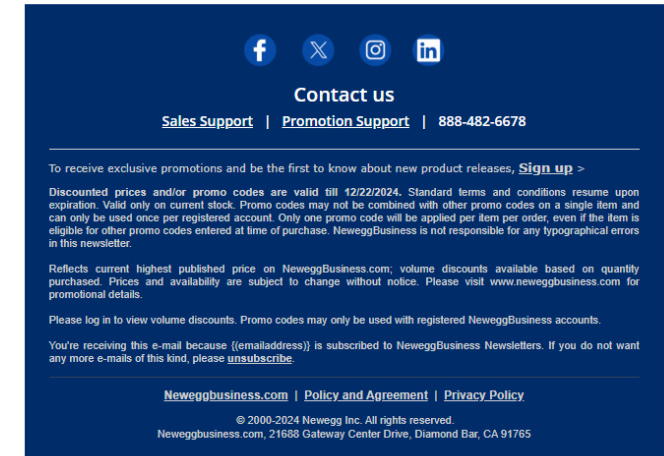 Contact us
Sales Support | Promotion Support | 888-482-6678
To receive exclusive promotions and be the first to know about new product releases, Sign up >
Discounted prices and/or promo codes are valid till 12/22/2024. Standard terms and conditions resume upon
expiration. Valid only on current stock. Promo codes may not be combined with other promo codes on a single item and
can only be used once per registered account. Only one promo code will be applied per item per order, even if the item is
eligible for other promo codes entered at time of purchase. NeweggBusiness is not responsible for any typographical errors
in this newsletter.
Reflects current highest published price on NeweggBusiness.com; volume discounts available based on quantity
purchased. Prices and availability are subject to change without notice. Please visit www.neweggbusiness.com for
promotional details.
Please log in to view volume discounts. Promo codes may only be used with registered NeweggBusiness accounts.
You're receiving this e-mail because {(emailaddress)} is subscribed to NeweggBusiness Newsletters. If you do not want
any more e-mails of this kind, please unsubscribe.
Neweggbusiness.com | Policy and Agreement | Privacy Policy
© 2000-2024 Newegg Inc. All rights reserved.
Neweggbusiness.com, 21688 Gateway Center Drive, Diamond Bar, CA 91765